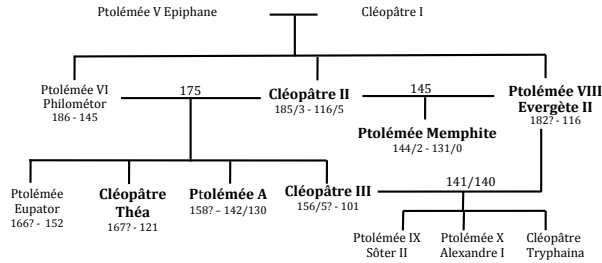 Ptolémée V Epiphane
Cléopâtre I
Ptolémée VI
Philométor
186 - 145
175
Cléopâtre II
185/3 - 116/5
145
Ptolémée VIII
Evergète II
182? - 116
Ptolémée Memphite
144/2 - 131/0
Ptolémée
Eupator
166? - 152
Cléopâtre
Théa
167? - 121
Ptolémée A
158? – 142/130
Cléopâtre III
156/5? - 101
141/140
Ptolémée IX
Sôter II
Ptolémée X
Alexandre I
Cléopâtre
Tryphaina